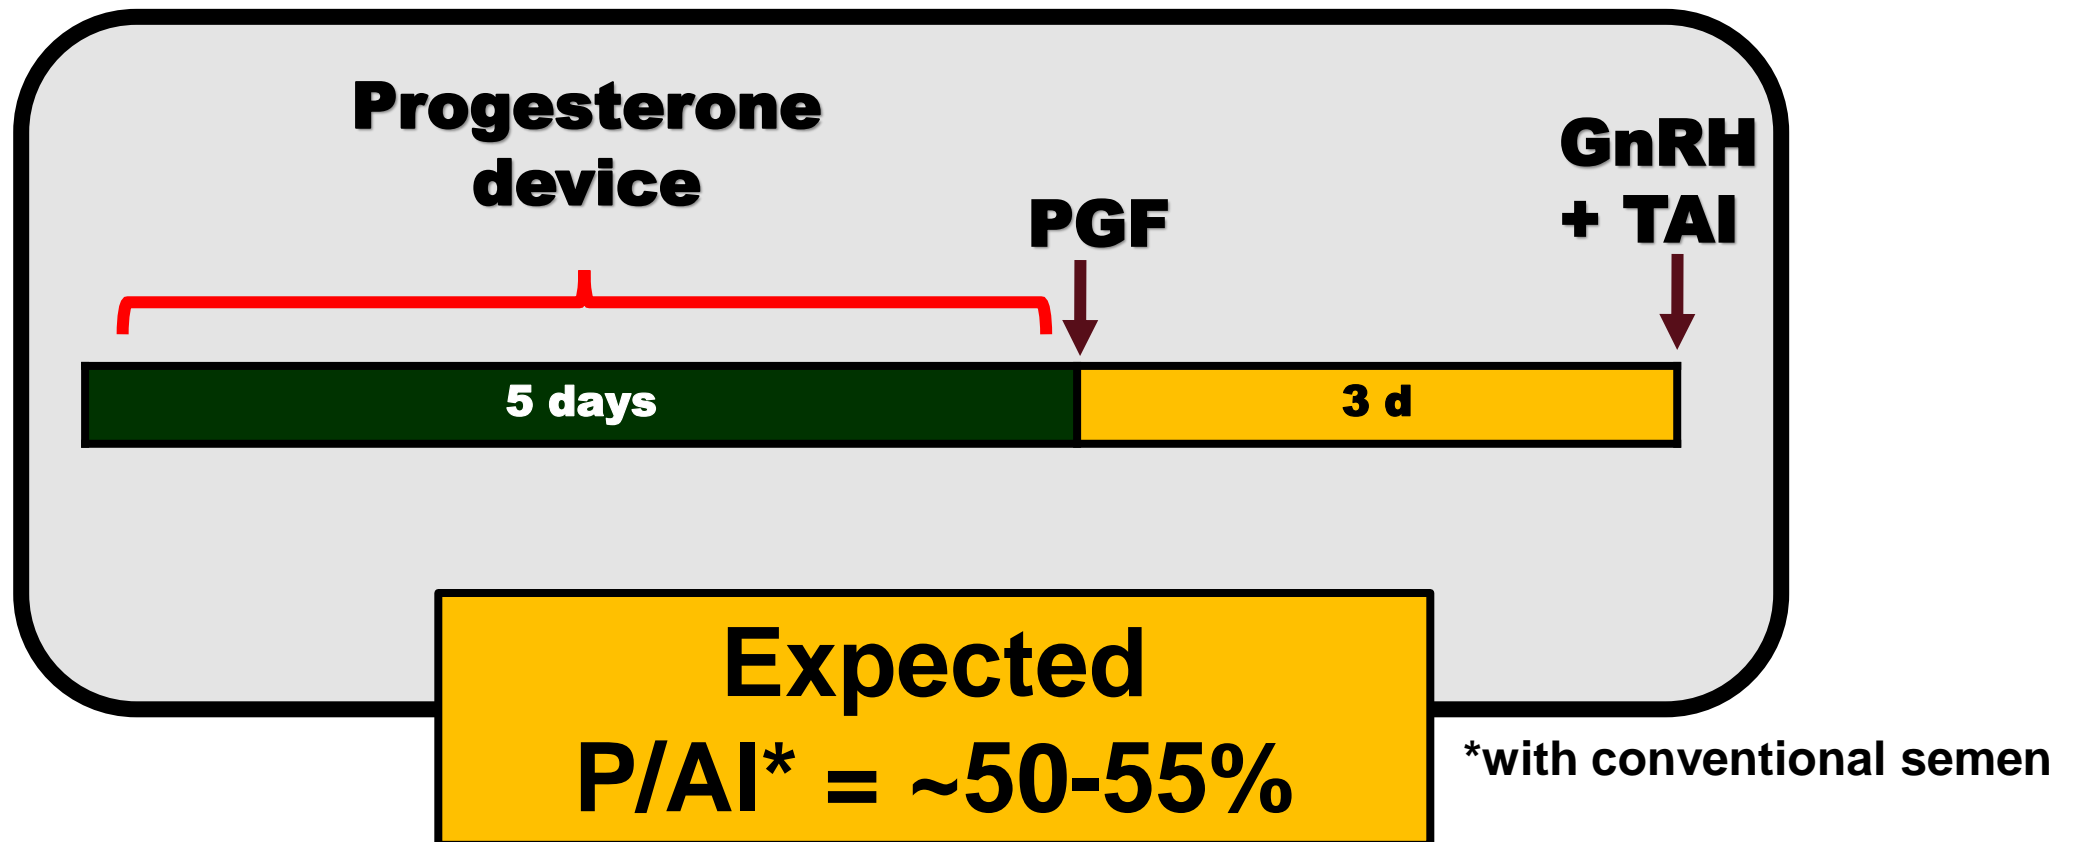 Progesterone
device
PGF
GnRH
+ TAI
5 days
3 d
Expected
P/AI* = ~50-55%
*with conventional semen